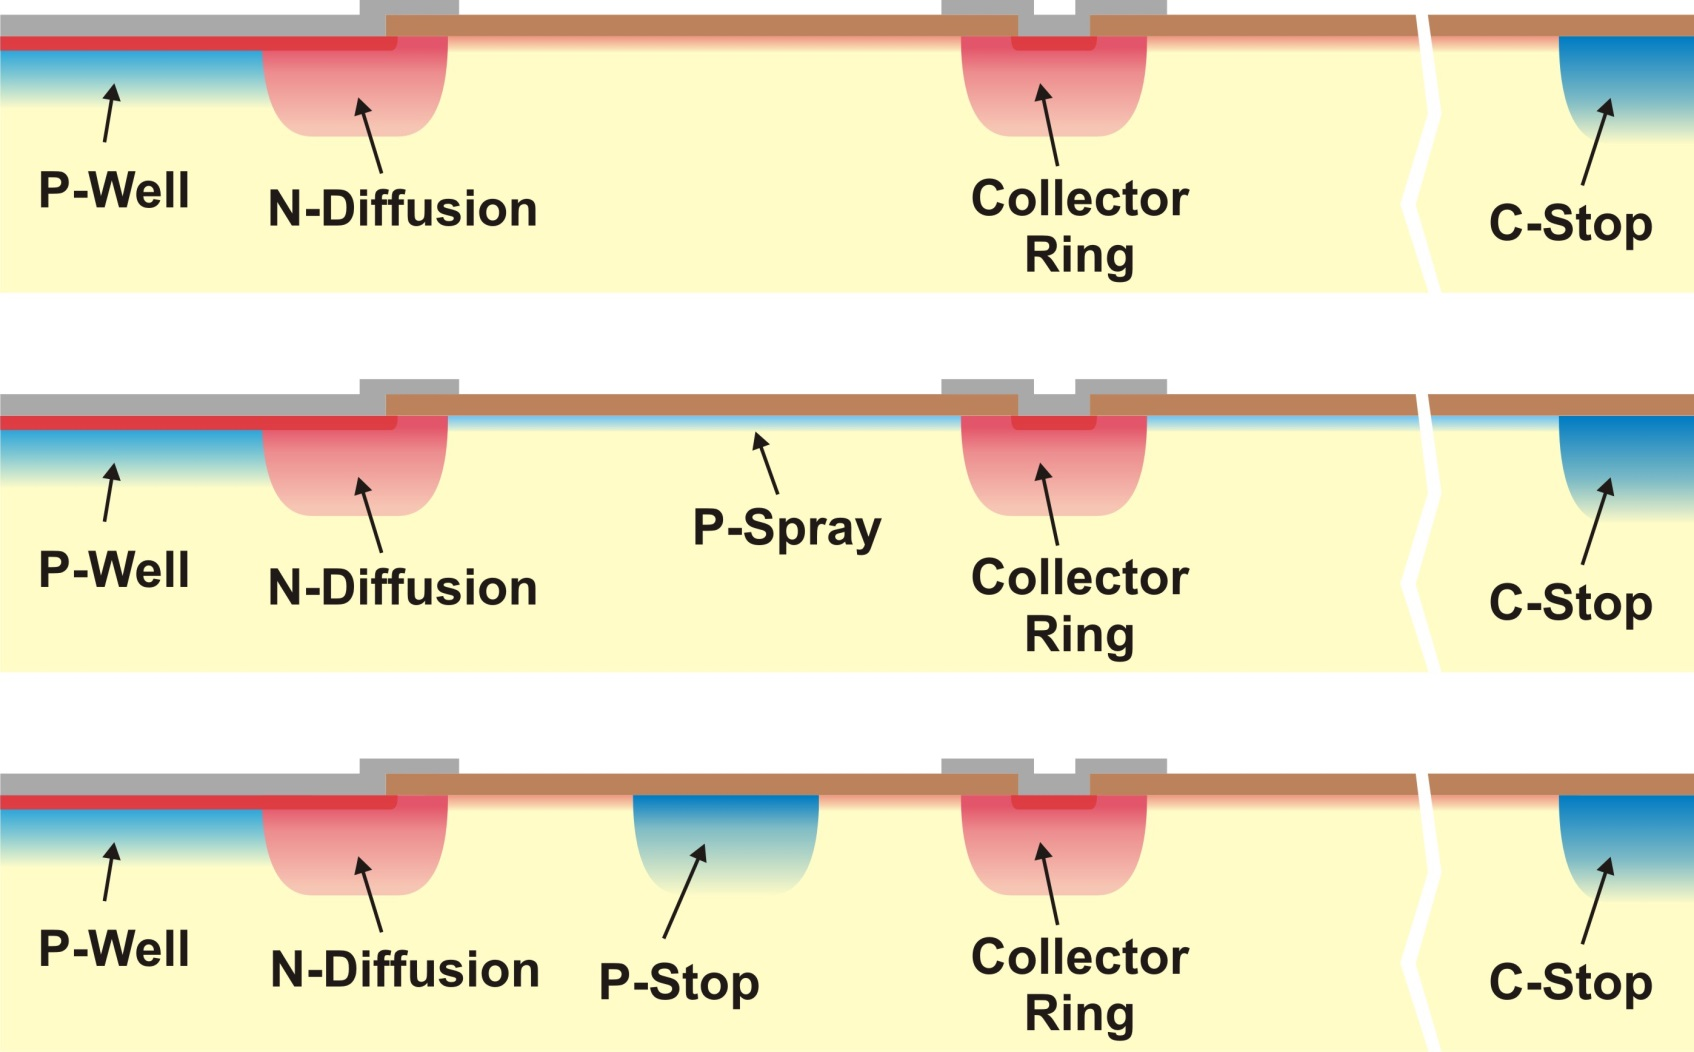 P-Well
N-Diffusion
Collector
Ring
C-Stop
P-Well
N-Diffusion
P-Spray
Collector
Ring
C-Stop
P-Well
N-Diffusion
P-Stop
Collector
Ring
C-Stop